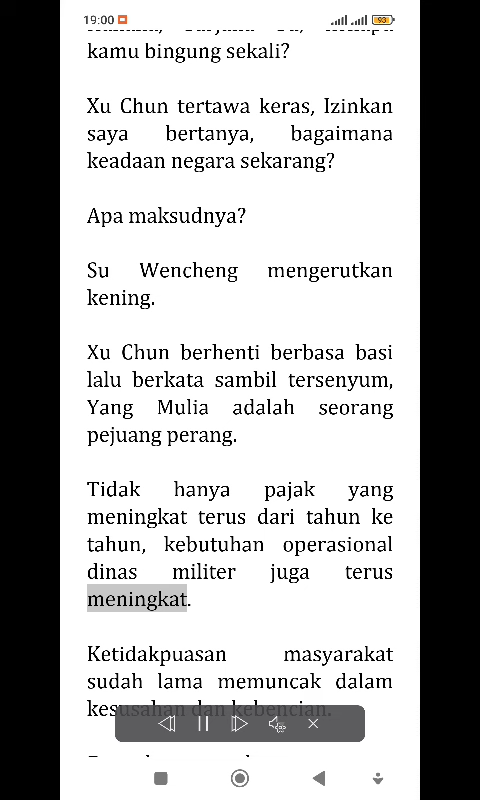 19:00
93
kamu bingung sekali?
Xu Chun tertawa keras, Izinkan
saya bertanya, bagaimana
keadaan negara sekarang?
Apa maksudnya?
Su Wencheng mengerutkan
kening.
Xu Chun berhenti berbasa basi
lalu berkata sambil tersenyum,
Yang Mulia adalah seorang
pejuang perang.
Tidak hanya pajak yang
meningkat terus dari tahun ke
tahun, kebutuhan operasional
dinas militer juga terus
meningkat.
Ketidakpuasan masyarakat
sudah lama memuncak dalam
kesusahan dan kebencian.